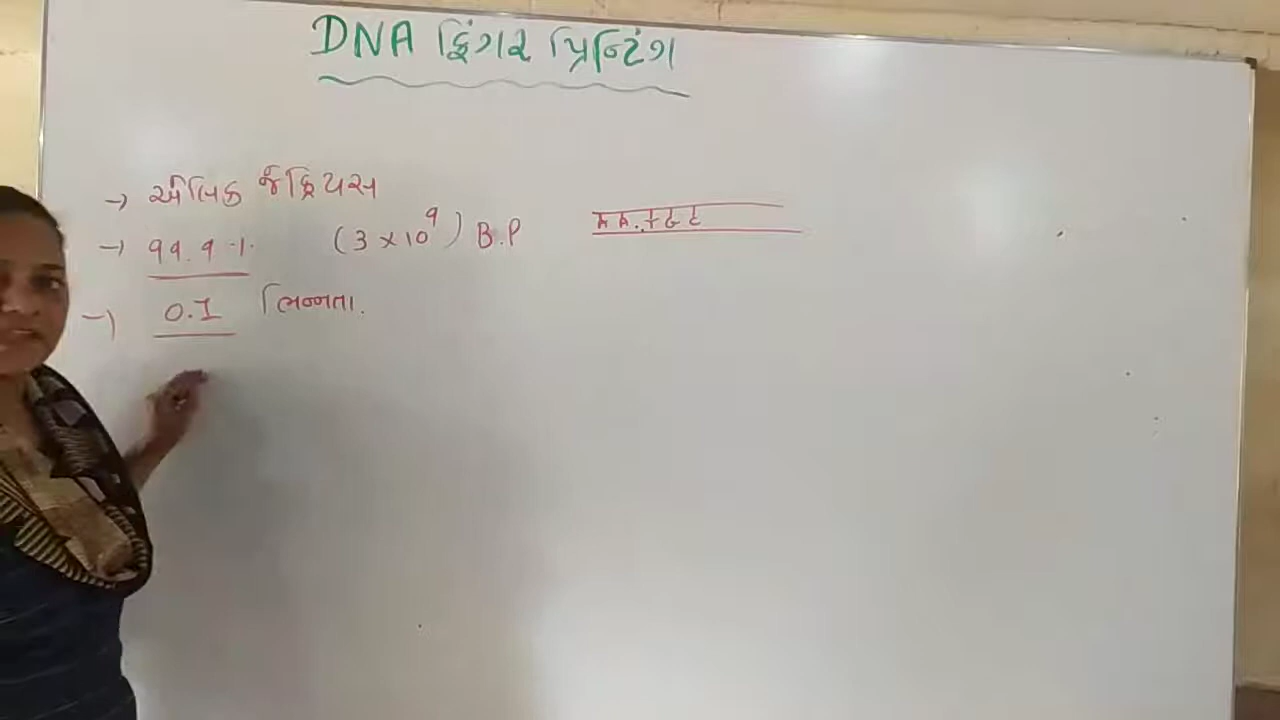 DNA ફિંગર પ્રિન્ટિંગ
→ એલિક જેફ્રિયસ
→ 99.9 % (3 × 10⁹) B.P
A A . T G C
→ 0.1 ભિન્નતા.